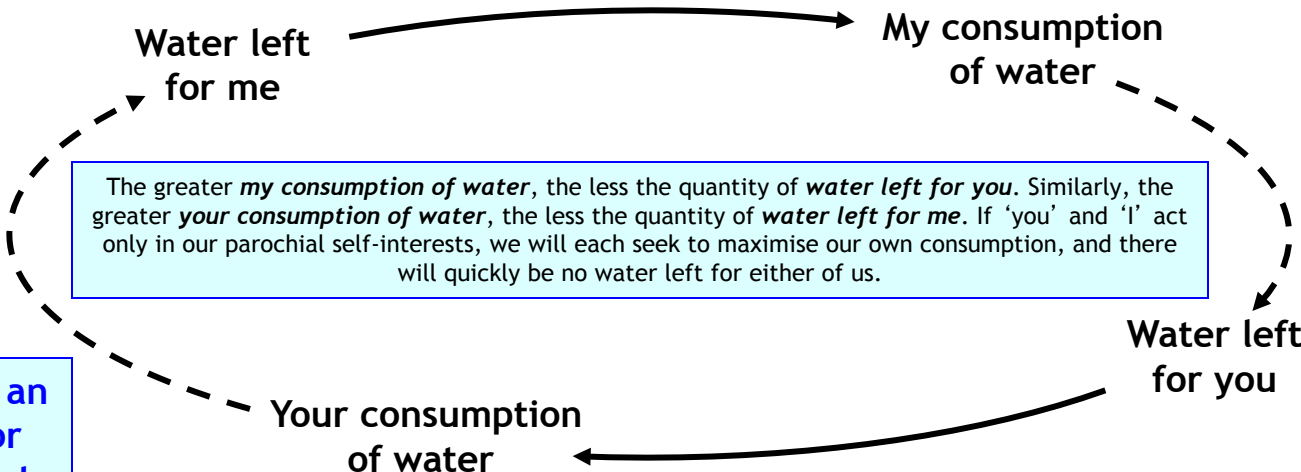 Water left
for me
My consumption
of water
The greater my consumption of water, the less the quantity of water left for you. Similarly, the
greater your consumption of water, the less the quantity of water left for me. If ‘you’ and ‘I’ act
only in our parochial self-interests, we will each seek to maximise our own consumption, and there
will quickly be no water left for either of us.
Water left
for you
Your consumption
of water
an
or